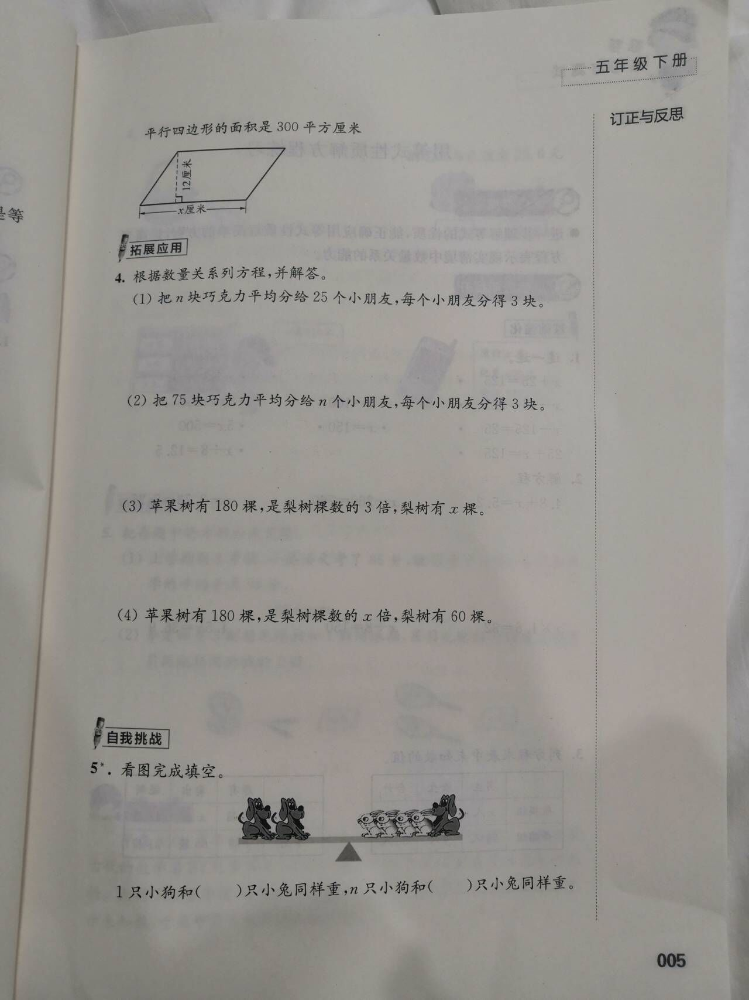 五年级下册
订正与反思
平行四边形的面积是 300 平方厘米
12厘米
x厘米
是等
拓展应用
4. 根据数量关系列方程,并解答。
(1) 把 n 块巧克力平均分给 25 个小朋友,每个小朋友分得 3 块。
(2) 把 75 块巧克力平均分给 n 个小朋友,每个小朋友分得 3 块。
(3) 苹果树有 180 棵,是梨树棵数的 3 倍,梨树有 x 棵。
(4) 苹果树有 180 棵,是梨树棵数的 x 倍,梨树有 60 棵。
自我挑战
5*. 看图完成填空。
1 只小狗和(　　)只小兔同样重,n 只小狗和(　　)只小兔同样重。
005